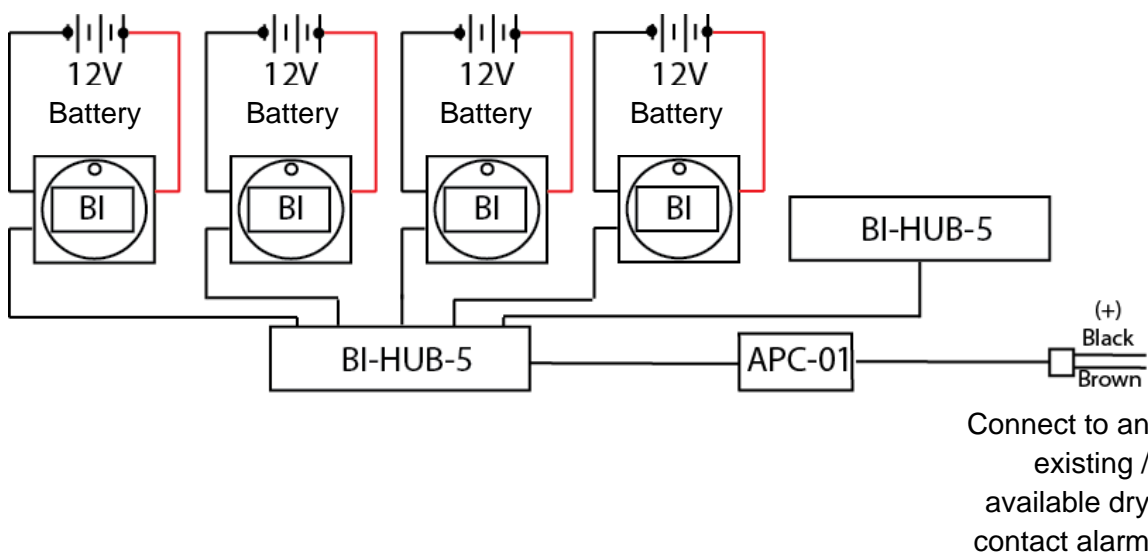 12V
Battery
12V
Battery
12V
Battery
12V
Battery
BI
BI
BI
BI
BI-HUB-5
BI-HUB-5
APC-01
(+)
Black
Brown
Connect to an
existing /
available dry
contact alarm